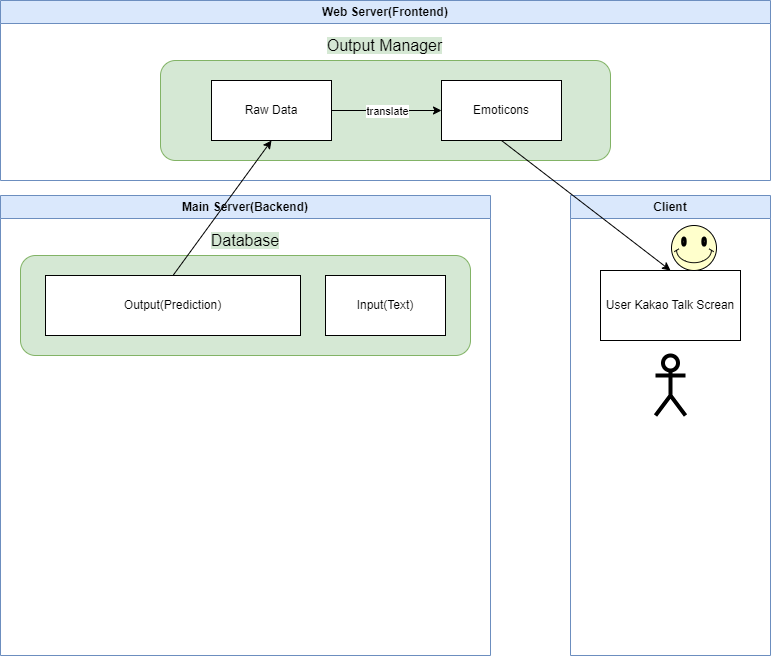 Web Server(Frontend)
Output Manager
Raw Data
translate
Emoticons
Main Server(Backend)
Client
Database
Output(Prediction)
Input(Text)
User Kakao Talk Screan